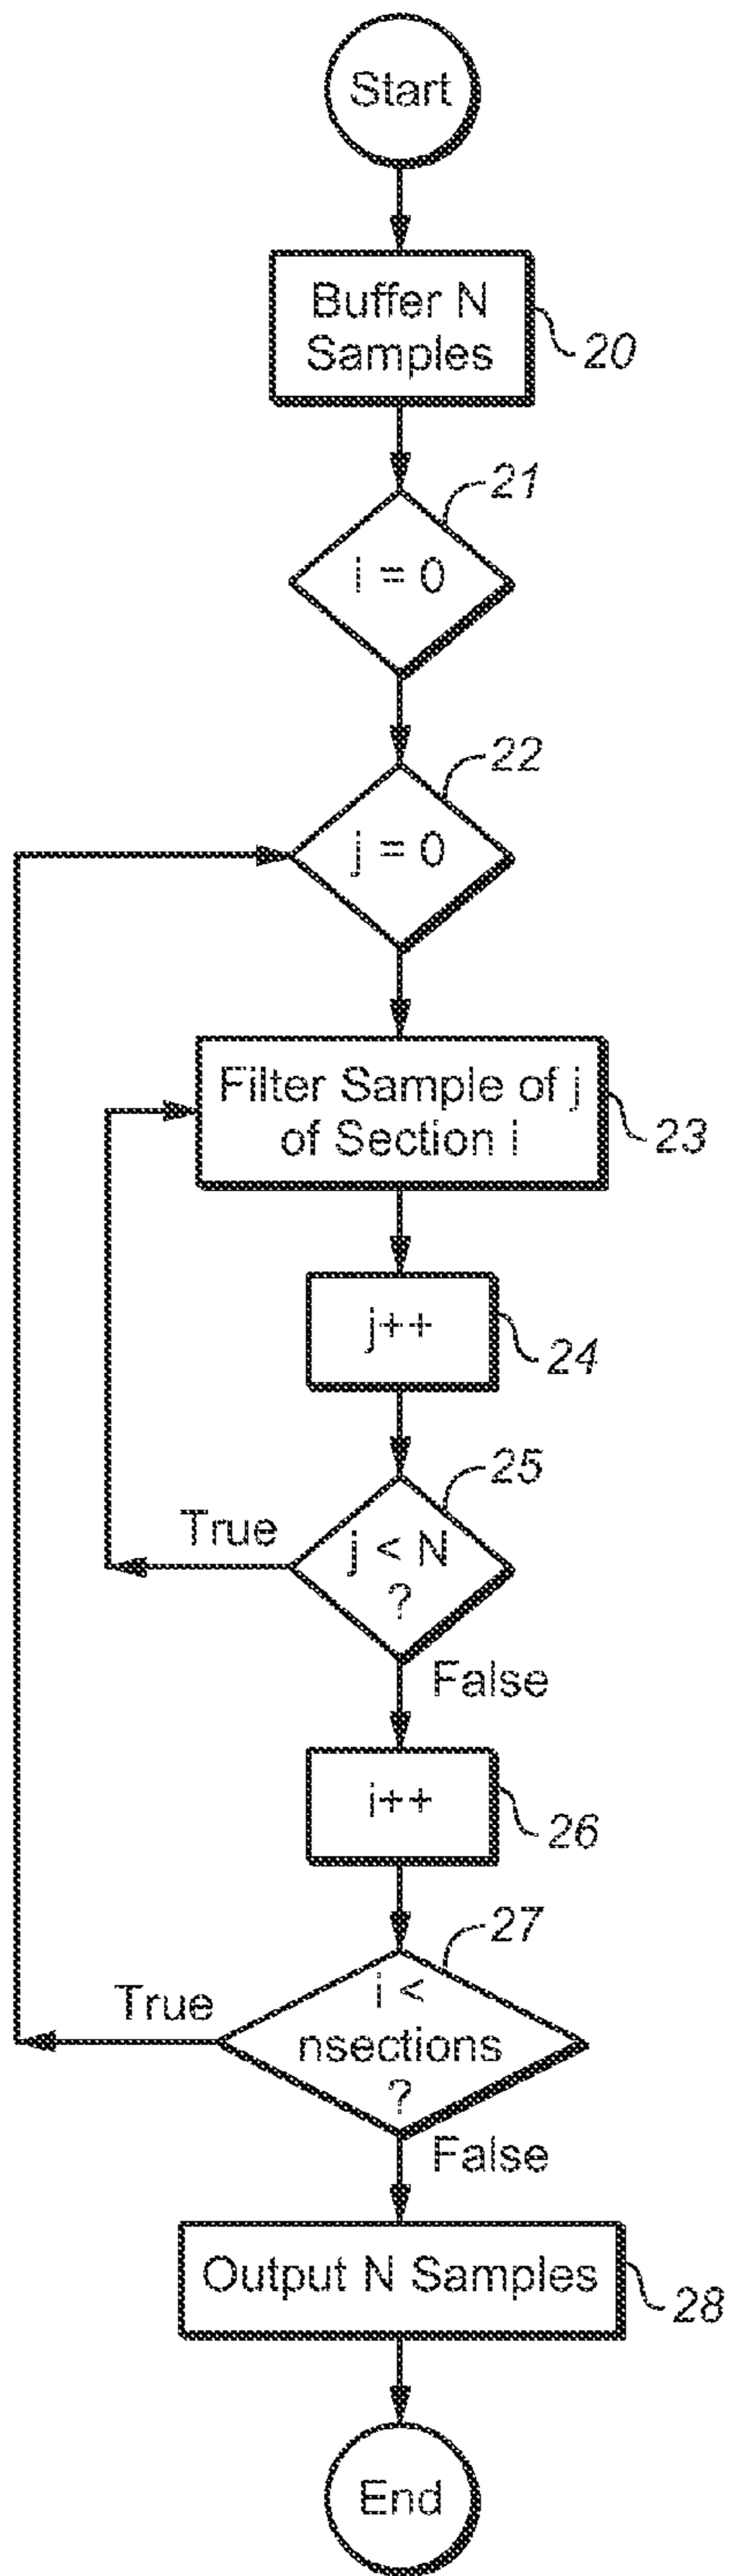 Start
Buffer N
Samples
20
21
i = 0
22
j = 0
Filter Sample of j
of Section i
23
j++
24
25
True
j < N
?
False
i++
26
27
True
i <
nsections
?
False
Output N Samples
28
End